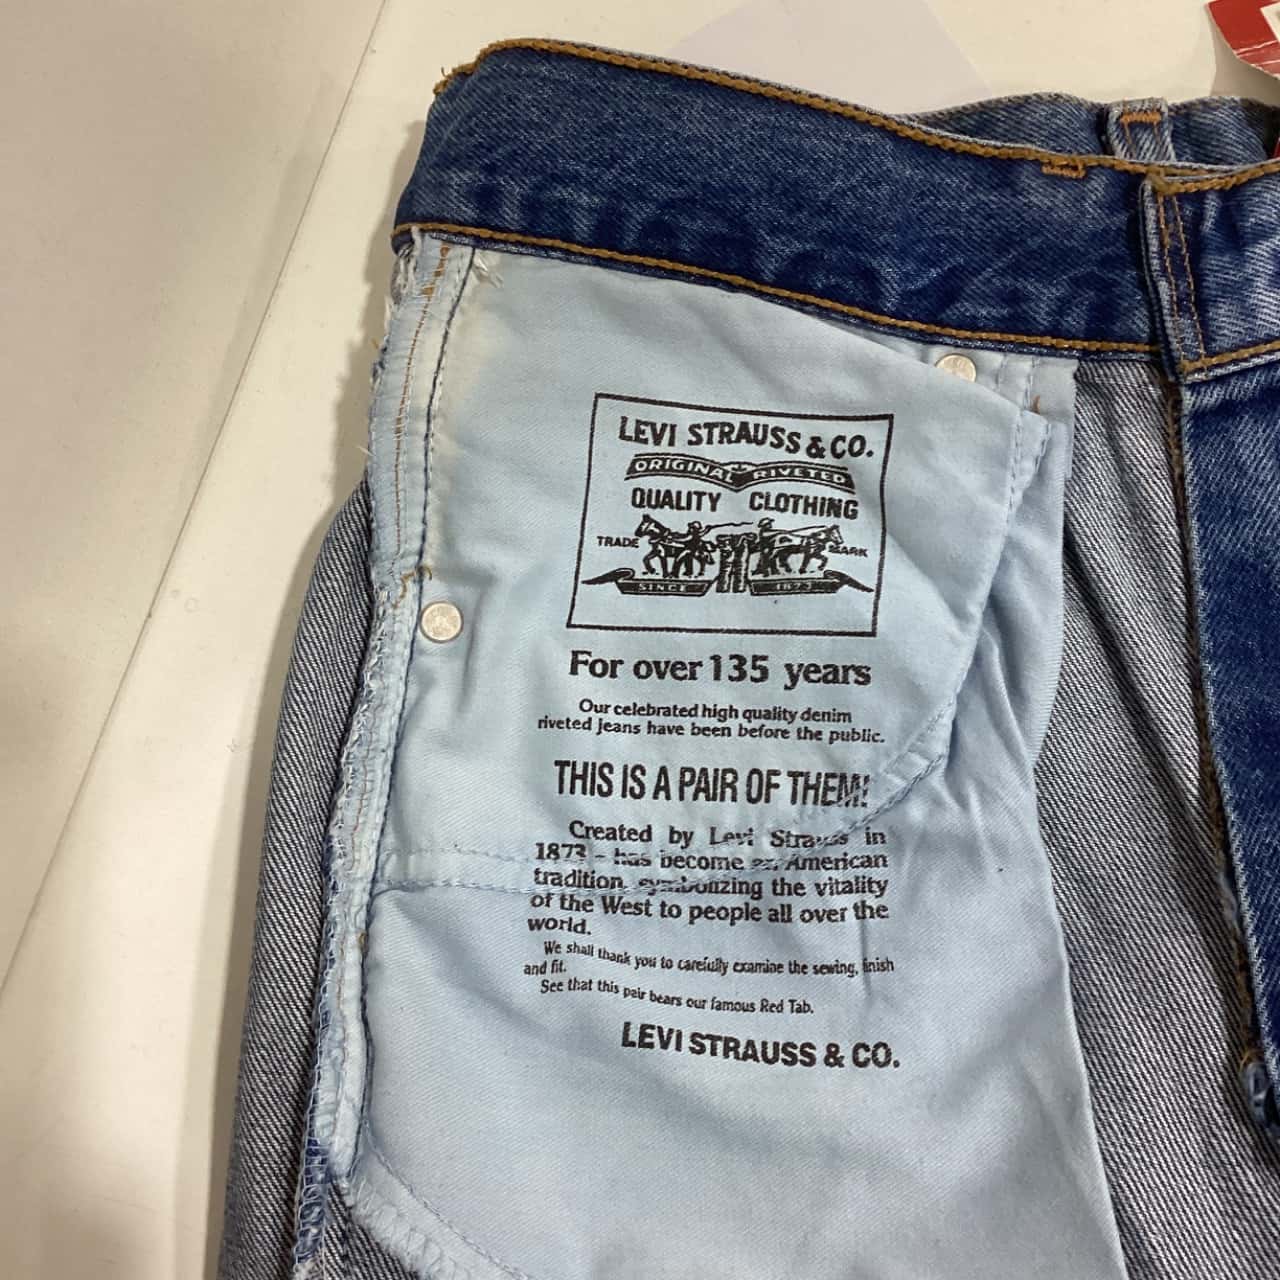 LEVI STRAUSS & CO.
ORIGINAL RIVETED
QUALITY CLOTHING
TRADE MARK
SINCE 1873
For over 135 years
Our celebrated high quality denim
riveted jeans have been before the public.
THIS IS A PAIR OF THEM!
Created by Levi Strauss in
1873 - has become an American
tradition, symbolizing the vitality
of the West to people all over the
world.
We shall thank you to carefully examine the sewing, finish
and fit.
See that this pair bears our famous Red Tab.
LEVI STRAUSS & CO.